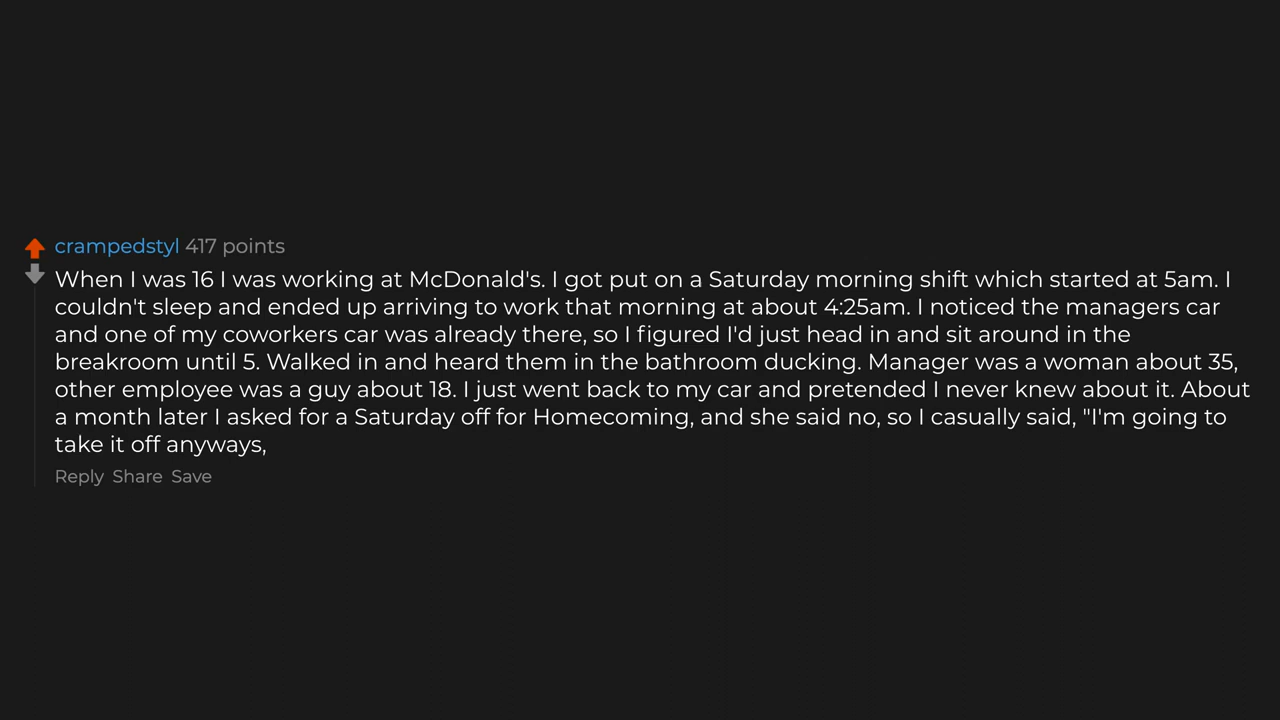 crampedstyl 417 points
When I was 16 I was working at McDonald's. I got put on a Saturday morning shift which started at 5am. I
couldn't sleep and ended up arriving to work that morning at about 4:25am. I noticed the managers car
and one of my coworkers car was already there, so I figured I'd just head in and sit around in the
breakroom until 5. Walked in and heard them in the bathroom ducking. Manager was a woman about 35,
other employee was a guy about 18. I just went back to my car and pretended I never knew about it. About
a month later I asked for a Saturday off for Homecoming, and she said no, so I casually said, "I'm going to
take it off anyways,
Reply Share Save